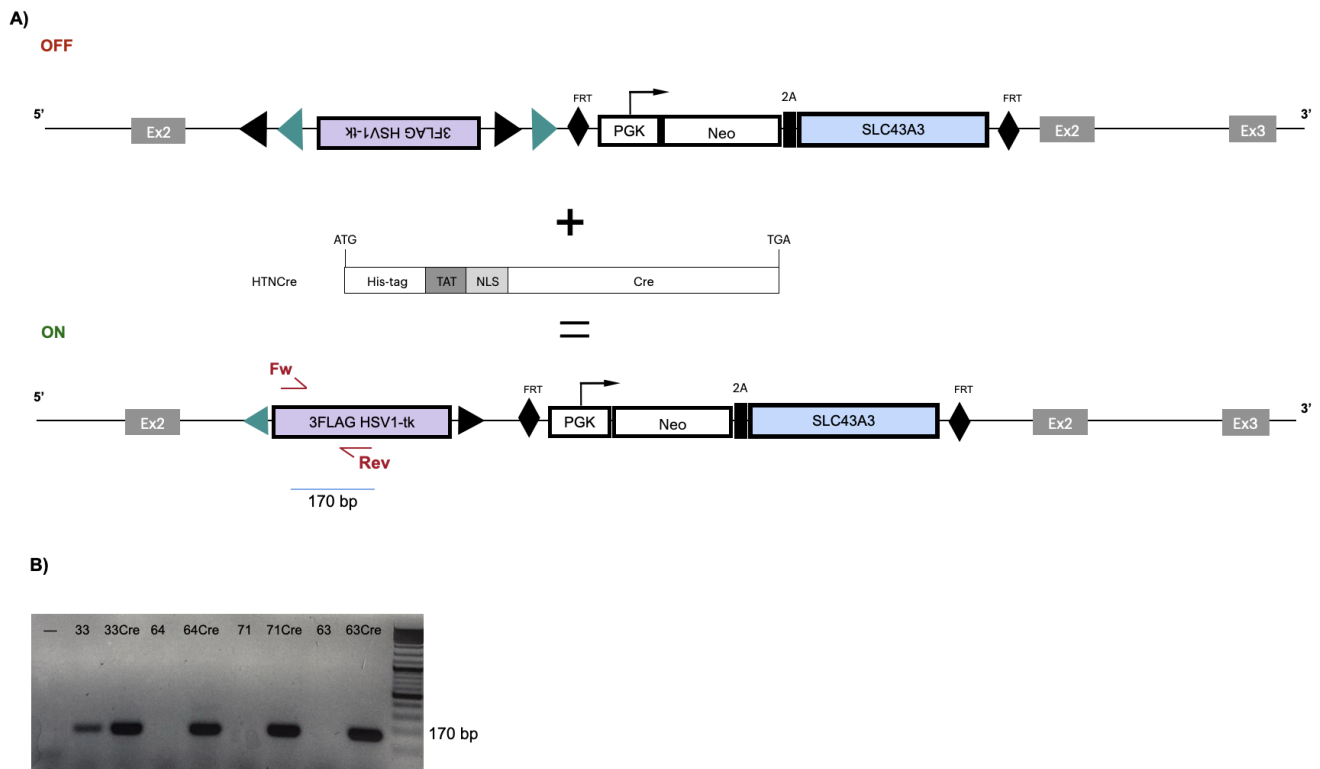 A)
OFF
FRT 2A FRT
5' 3'
Ex2 3FLAG HSV1-tk PGK Neo SLC43A3 Ex2 Ex3
+
ATG TGA
HTNCre His-tag TAT NLS Cre
=
ON
Fw
FRT 2A FRT
5' 3'
Ex2 3FLAG HSV1-tk PGK Neo SLC43A3 Ex2 Ex3
Rev
170 bp
B)
— 33 33Cre 64 64Cre 71 71Cre 63 63Cre
170 bp